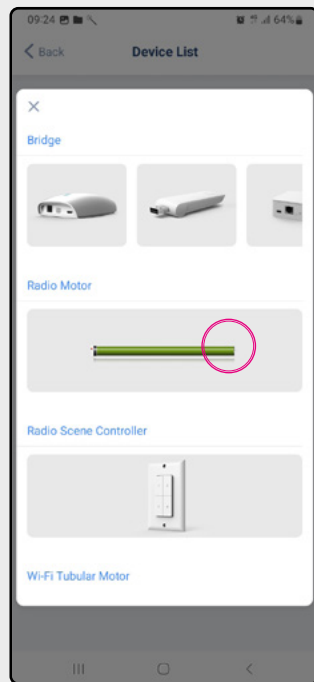 09:24
64%
Back
Device List
Bridge
Radio Motor
Radio Scene Controller
Wi-Fi Tubular Motor